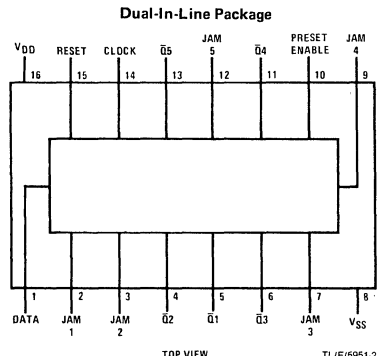 Dual-In-Line Package
VDD RESET CLOCK Q̅5 JAM 5 Q̅4 PRESET ENABLE JAM 4
16 15 14 13 12 11 10 9
1 2 3 4 5 6 7 8
DATA JAM 1 JAM 2 Q̅2 Q̅1 Q̅3 JAM 3 VSS
TOP VIEW
TL/F/5951-2